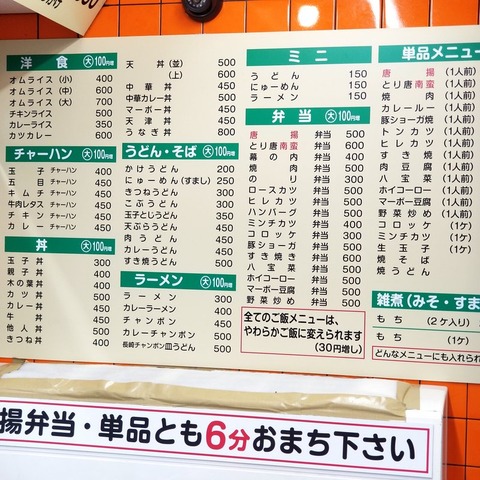 洋食 大100円増
オムライス(小) 400
オムライス(中) 600
オムライス(大) 700
チキンライス 500
カレーライス 350
カツカレー 600
チャーハン 大100円増
玉子チャーハン 400
五目チャーハン 450
キムチチャーハン 450
牛肉レタスチャーハン 450
チキンチャーハン 450
カレーチャーハン 450
丼 大100円増
玉子丼 300
親子丼 400
木の葉丼 400
カツ丼 500
カレー丼 450
牛丼 450
他人丼 500
きつね丼 400
天丼(並) 500
(上) 600
中華丼 400
中華カレー丼 500
マーボー丼 450
天津丼 450
うなぎ丼 800
うどん・そば 大100円増
かけうどん 200
にゅーめん(すまし) 250
きつねうどん 300
こぶうどん 300
玉子とじうどん 350
天ぷらうどん 450
肉うどん 450
カレーうどん 450
すき焼うどん 500
ラーメン 大100円増
ラーメン 300
カレーラーメン 400
チャンポン 400
カレーチャンポン 500
長崎チャンポン皿うどん 500
ミニ
うどん 150
にゅーめん 150
ラーメン 150
弁当 大100円増
唐揚弁当 500
とり唐南蛮弁当 600
幕の内弁当 400
焼肉弁当 500
のり弁当 300
ロースカツ弁当 500
ヒレカツ弁当 500
ハンバーグ弁当 500
ミンチカツ弁当 400
コロッケ弁当 300
豚ショーガ弁当 500
すき焼き弁当 600
八宝菜弁当 500
ホイコーロー弁当 500
マーボー豆腐弁当 500
野菜炒め弁当 500
全てのご飯メニューは、
やわらかご飯に変えられます
(30円増し)
単品メニュー
唐揚(1人前)
とり唐南蛮(1人前)
焼肉(1人前)
カレールー(1人前)
豚ショーガ焼(1人前)
トンカツ(1人前)
ヒレカツ(1人前)
すき焼(1人前)
肉豆腐(1人前)
八宝菜(1人前)
ホイコーロー(1人前)
マーボー豆腐(1人前)
野菜炒め(1人前)
コロッケ(1ケ)
ミンチカツ(1ケ)
生玉子(1ケ)
焼そば
焼うどん
雑煮(みそ・すま
もち(2ケ入り)
もち(1ケ)
どんなメニューにも入れられ
揚弁当・単品とも6分おまち下さい